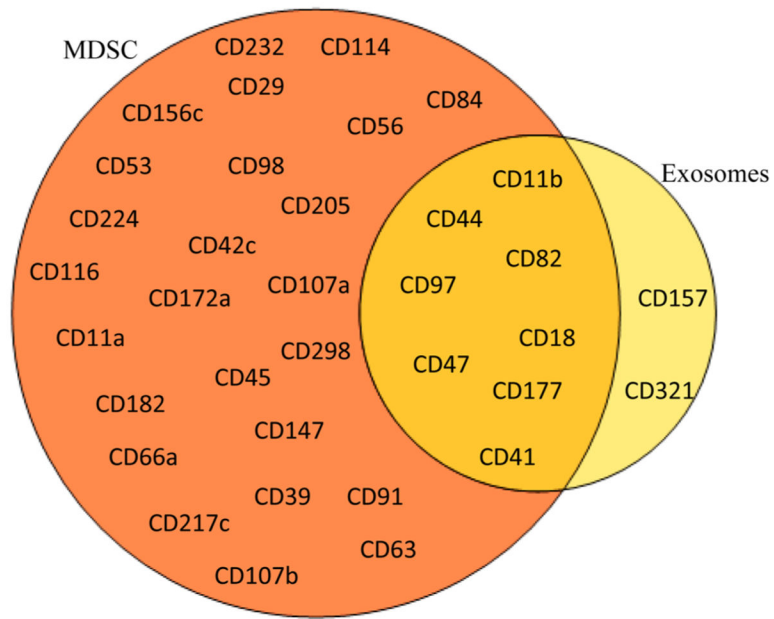 MDSC
CD232
CD114
CD29
CD84
CD156c
CD56
CD53
CD98
CD11b
Exosomes
CD205
CD44
CD224
CD42c
CD82
CD116
CD107a
CD97
CD172a
CD157
CD11a
CD18
CD298
CD47
CD45
CD177
CD321
CD182
CD147
CD66a
CD41
CD39
CD91
CD217c
CD63
CD107b